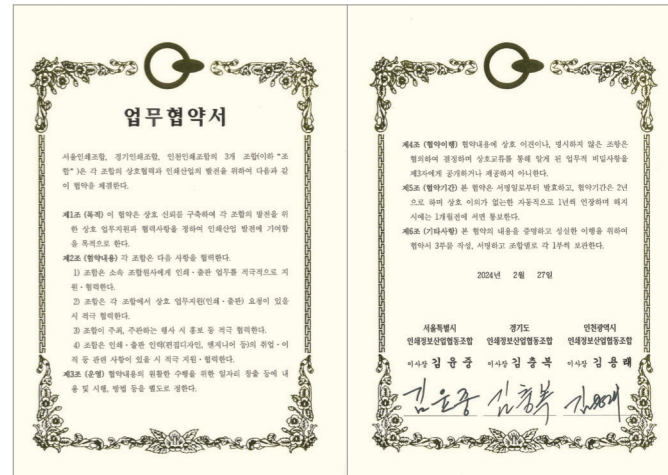 업무협약서
서울인쇄조합, 경기인쇄조합, 인천인쇄조합의 3개 조합(이하 "조
합" )은 각 조합의 상호협력과 인쇄산업의 발전을 위하여 다음과 같
이 협약을 체결한다.
제1조 (목적) 이 협약은 상호 신뢰를 구축하여 각 조합의 발전을 위
한 상호 업무지원과 협력사항을 정하여 인쇄산업 발전에 기여함
을 목적으로 한다.
제2조 (협약내용) 각 조합은 다음 사항을 협력한다.
1) 조합은 소속 조합원사에게 인쇄·출판 업무를 적극적으로 지
원·협력한다.
2) 조합은 각 조합에서 상호 업무지원(인쇄·출판) 요청이 있을
시 적극 협력한다.
3) 조합이 주최, 주관하는 행사 시 홍보 등 적극 협력한다.
4) 조합은 인쇄·출판 인력(편집디자인, 엔지니어 등)의 취업·이
직 등 관련 사항이 있을 시 적극 지원·협력한다.
제3조 (운영) 협약내용의 원활한 수행을 위한 일자리 창출 등에 내
용 및 시행, 방법 등을 별도로 정한다.
제4조 (협약이행) 협약내용에 상호 이견이나, 명시하지 않은 조항은
협의하여 결정하며 상호교류를 통해 알게 된 업무적 비밀사항을
제3자에게 공개하거나 제공하지 아니한다.
제5조 (협약기간) 본 협약은 서명일로부터 발효하고, 협약기간은 2년
으로 하며 상호 이의가 없는한 자동적으로 1년씩 연장하며 해지
시에는 1개월전에 서면 통보한다.
제6조 (기타사항) 본 협약의 내용을 증명하고 성실한 이행을 위하여
협약서 3부를 작성, 서명하고 조합별로 각 1부씩 보관한다.
2024년 2월 27일
서울특별시 경기도 인천광역시
인쇄정보산업협동조합 인쇄정보산업협동조합 인쇄정보산업협동조합
이사장 김윤중 이사장 김충복 이사장 김용태
김윤중 김충복 김용태